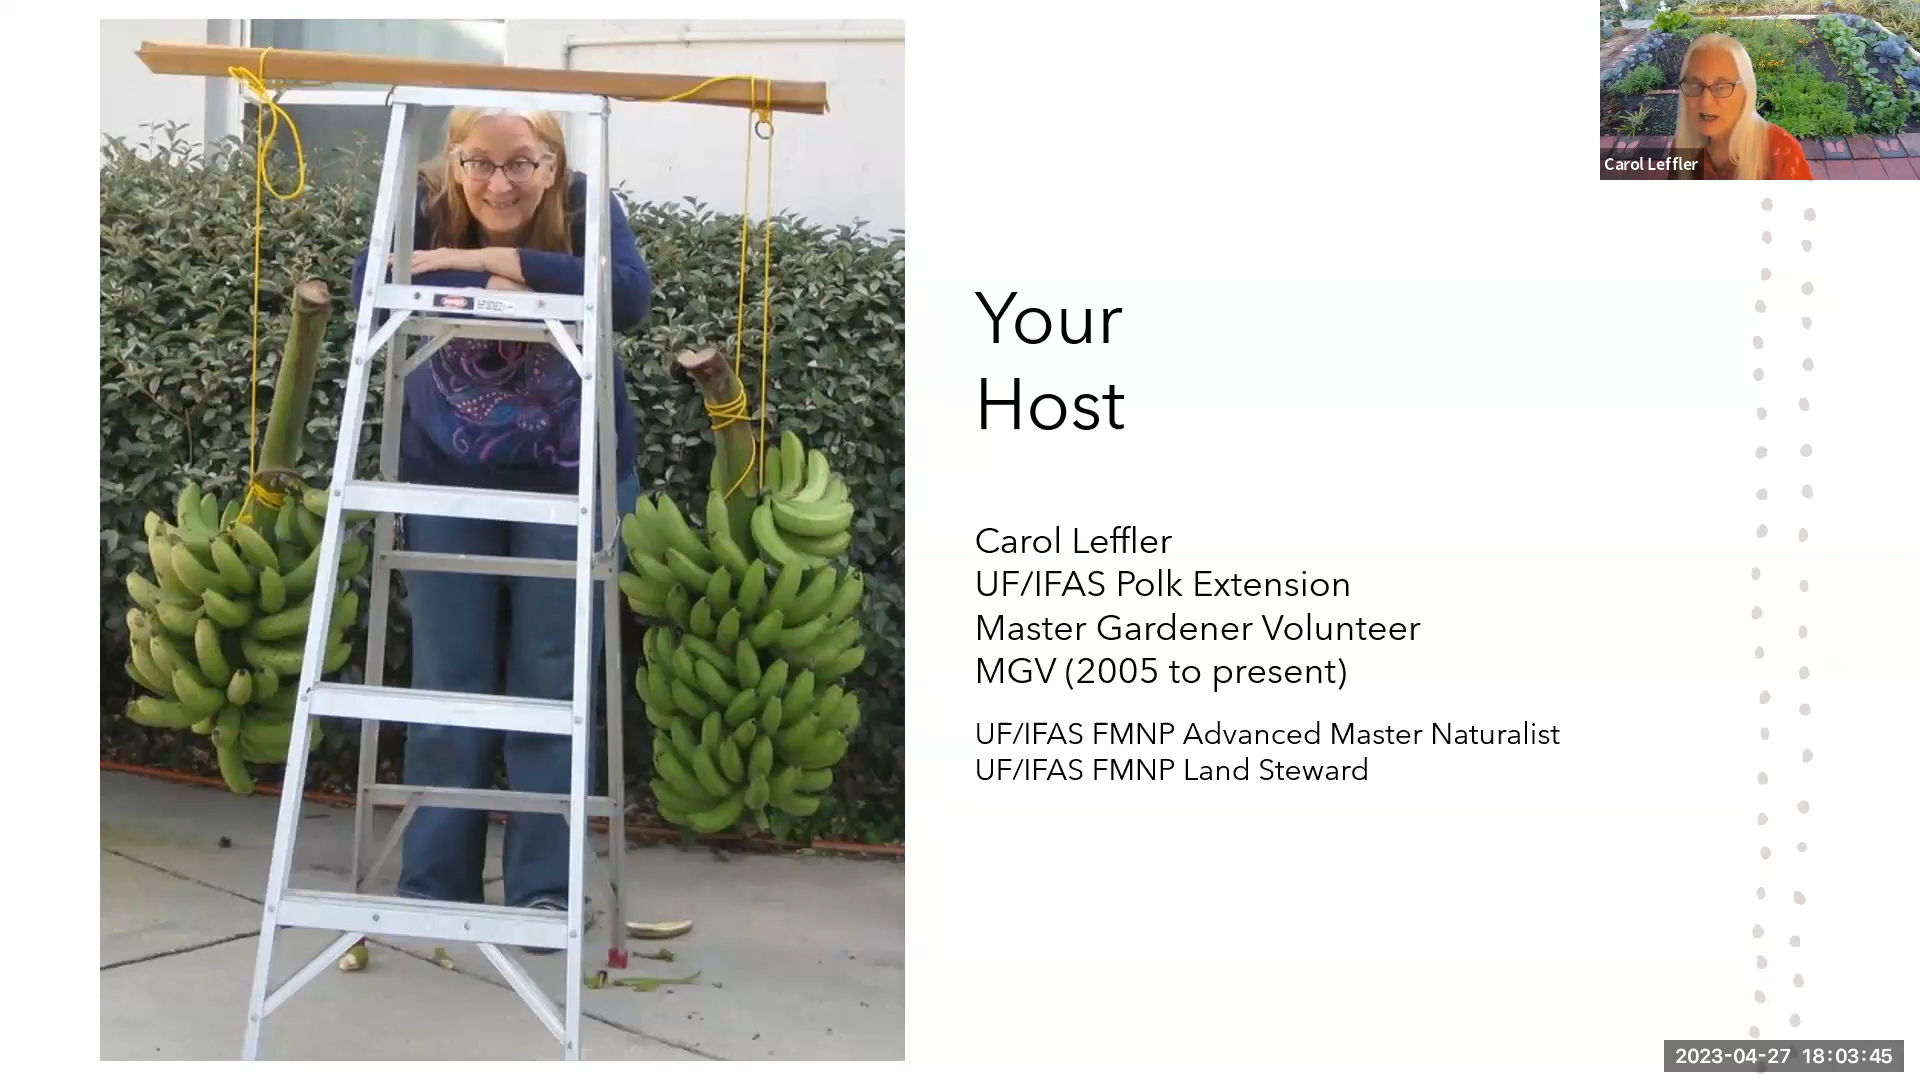 Carol Leffler
Your
Host
Carol Leffler
UF/IFAS Polk Extension
Master Gardener Volunteer
MGV (2005 to present)
UF/IFAS FMNP Advanced Master Naturalist
UF/IFAS FMNP Land Steward
2023-04-27 18:03:45